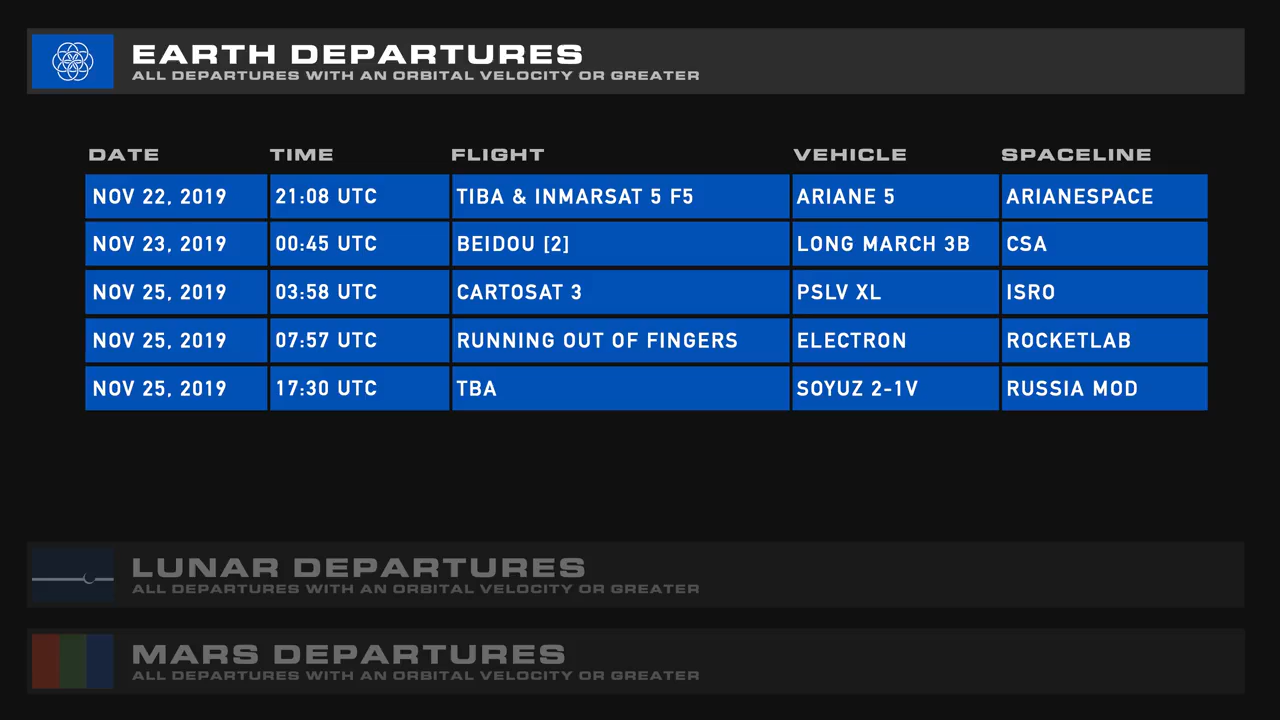 EARTH DEPARTURES
ALL DEPARTURES WITH AN ORBITAL VELOCITY OR GREATER
DATE TIME FLIGHT VEHICLE SPACELINE
NOV 22, 2019 21:08 UTC TIBA & INMARSAT 5 F5 ARIANE 5 ARIANESPACE
NOV 23, 2019 00:45 UTC BEIDOU [2] LONG MARCH 3B CSA
NOV 25, 2019 03:58 UTC CARTOSAT 3 PSLV XL ISRO
NOV 25, 2019 07:57 UTC RUNNING OUT OF FINGERS ELECTRON ROCKETLAB
NOV 25, 2019 17:30 UTC TBA SOYUZ 2-1V RUSSIA MOD
LUNAR DEPARTURES
ALL DEPARTURES WITH AN ORBITAL VELOCITY OR GREATER
MARS DEPARTURES
ALL DEPARTURES WITH AN ORBITAL VELOCITY OR GREATER